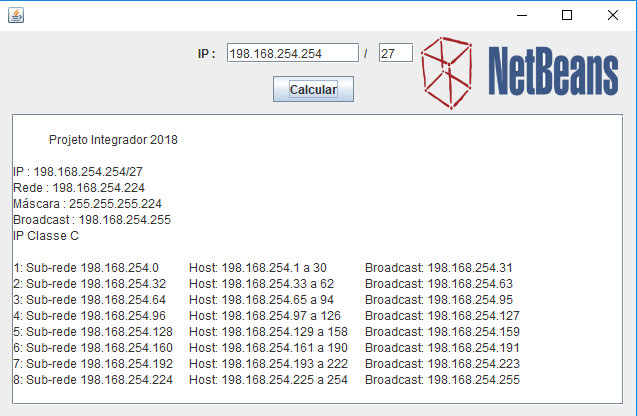 IP : 198.168.254.254 / 27
Calcular
NetBeans
Projeto Integrador 2018
IP : 198.168.254.254/27
Rede : 198.168.254.224
Máscara : 255.255.255.224
Broadcast : 198.168.254.255
IP Classe C
1: Sub-rede 198.168.254.0 Host: 198.168.254.1 a 30 Broadcast: 198.168.254.31
2: Sub-rede 198.168.254.32 Host: 198.168.254.33 a 62 Broadcast: 198.168.254.63
3: Sub-rede 198.168.254.64 Host: 198.168.254.65 a 94 Broadcast: 198.168.254.95
4: Sub-rede 198.168.254.96 Host: 198.168.254.97 a 126 Broadcast: 198.168.254.127
5: Sub-rede 198.168.254.128 Host: 198.168.254.129 a 158 Broadcast: 198.168.254.159
6: Sub-rede 198.168.254.160 Host: 198.168.254.161 a 190 Broadcast: 198.168.254.191
7: Sub-rede 198.168.254.192 Host: 198.168.254.193 a 222 Broadcast: 198.168.254.223
8: Sub-rede 198.168.254.224 Host: 198.168.254.225 a 254 Broadcast: 198.168.254.255